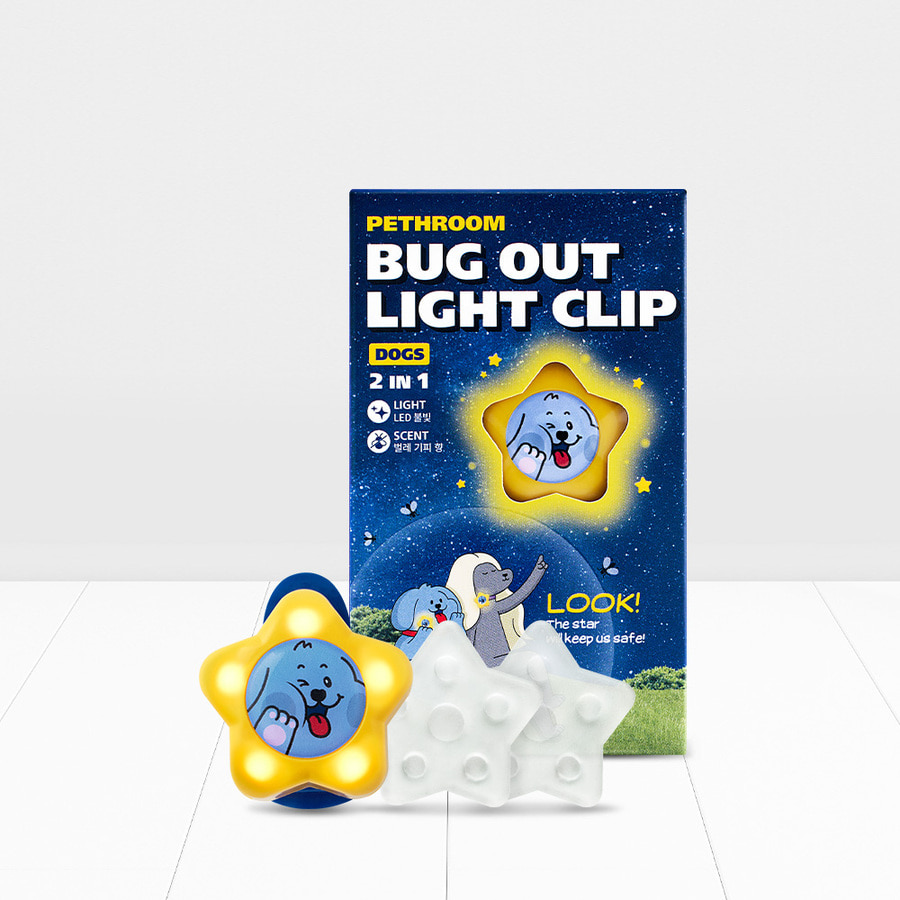 PETHROOM
BUG OUT
LIGHT CLIP
DOGS
2 IN 1
LIGHT
LED 불빛
SCENT
벌레 기피 향
LOOK!
The star
will keep us safe!